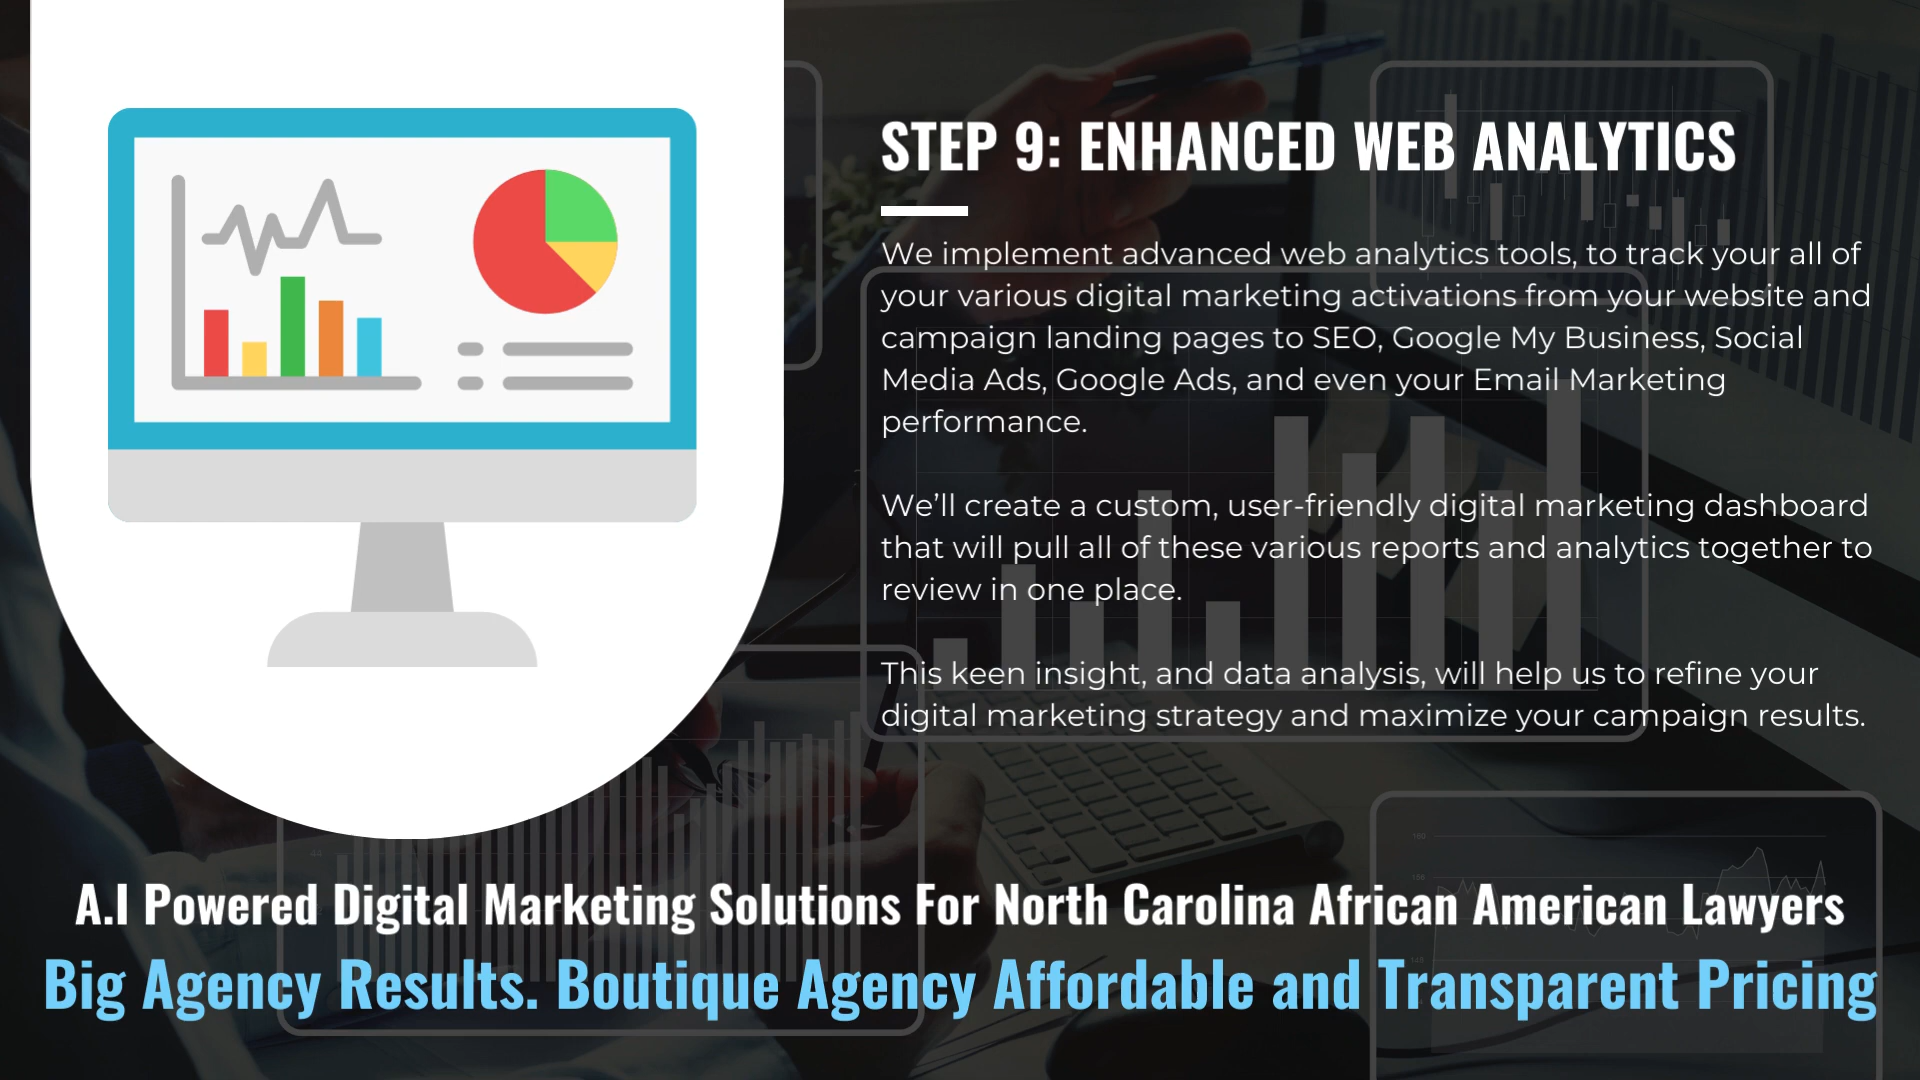 STEP 9: ENHANCED WEB ANALYTICS
We implement advanced web analytics tools, to track your all of
your various digital marketing activations from your website and
campaign landing pages to SEO, Google My Business, Social
Media Ads, Google Ads, and even your Email Marketing
performance.
We’ll create a custom, user-friendly digital marketing dashboard
that will pull all of these various reports and analytics together to
review in one place.
This keen insight, and data analysis, will help us to refine your
digital marketing strategy and maximize your campaign results.
160
A.I Powered Digital Marketing Solutions For North Carolina African American Lawyers
Big Agency Results. Boutique Agency Affordable and Transparent Pricing